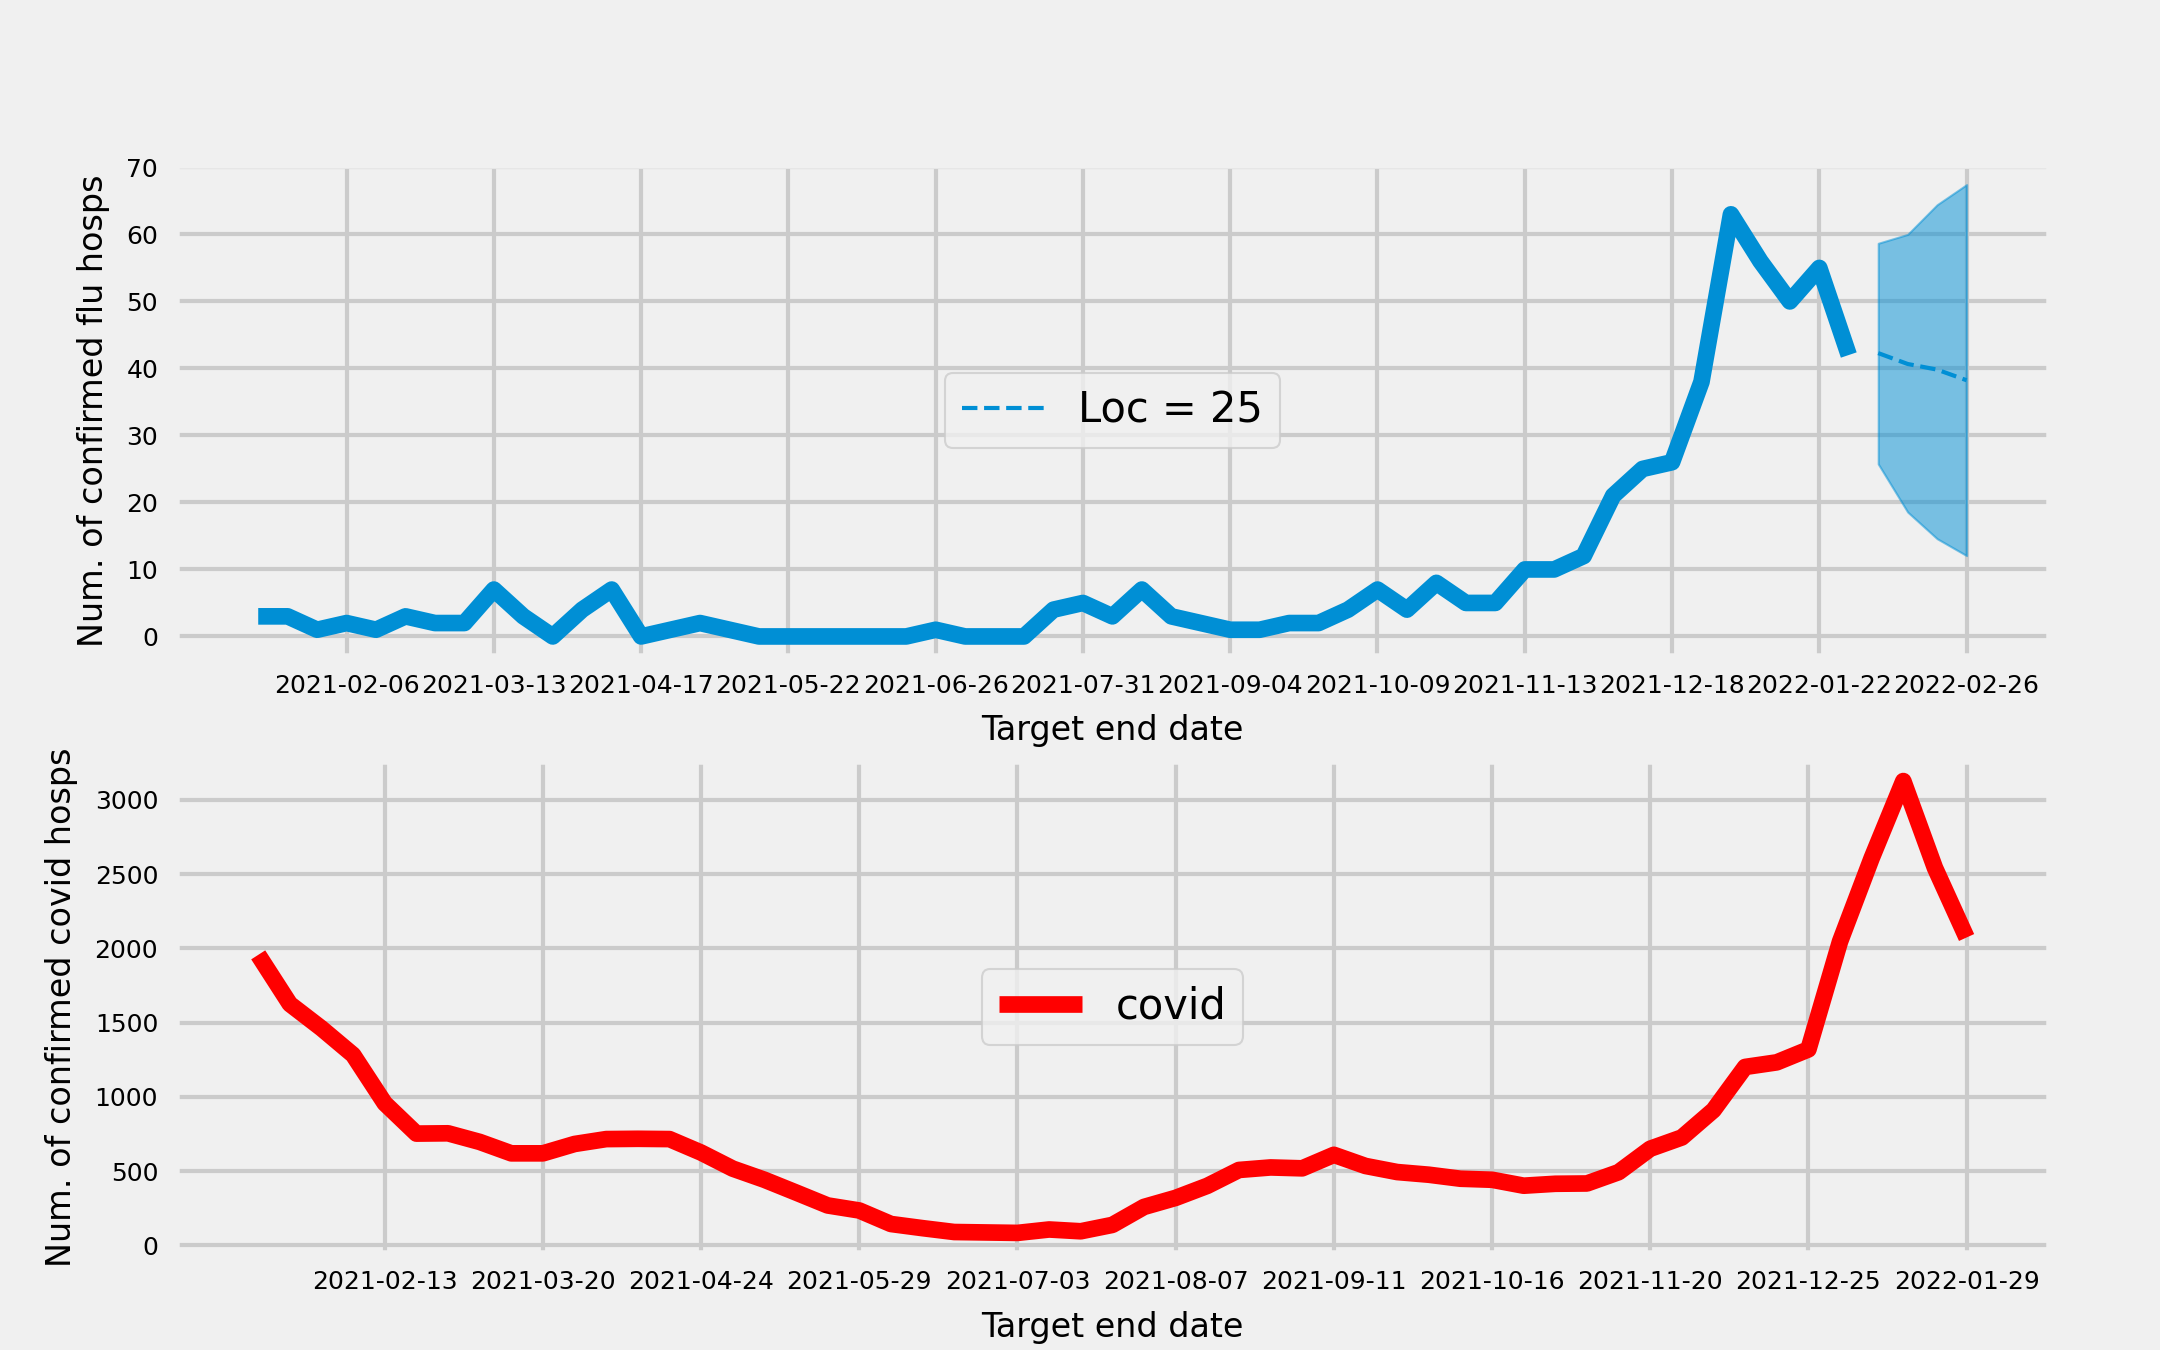 Num. of confirmed flu hosps
70
60
50
40
30
20
10
0
Loc = 25
2021-02-06 2021-03-13 2021-04-17 2021-05-22 2021-06-26 2021-07-31 2021-09-04 2021-10-09 2021-11-13 2021-12-18 2022-01-22 2022-02-26
Target end date
Num. of confirmed covid hosps
3000
2500
2000
1500
1000
500
0
covid
2021-02-13 2021-03-20 2021-04-24 2021-05-29 2021-07-03 2021-08-07 2021-09-11 2021-10-16 2021-11-20 2021-12-25 2022-01-29
Target end date